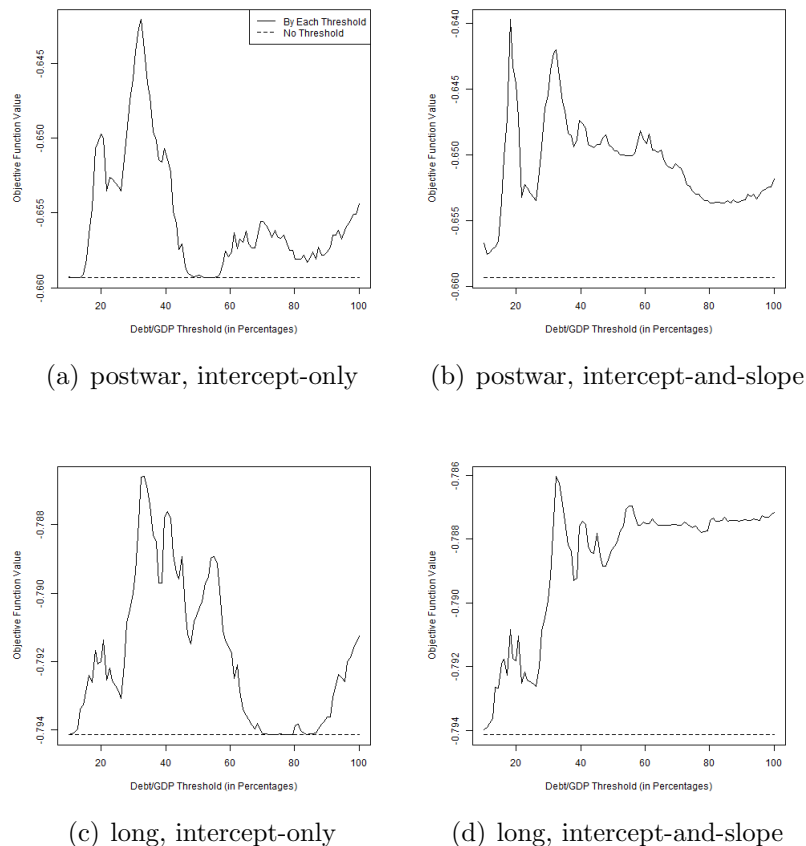 By Each Threshold
No Threshold
Objective Function Value
-0.645
-0.650
-0.655
-0.660
20 40 60 80 100
Debt/GDP Threshold (in Percentages)
(a) postwar, intercept-only
Objective Function Value
-0.640
-0.645
-0.650
-0.655
-0.660
20 40 60 80 100
Debt/GDP Threshold (in Percentages)
(b) postwar, intercept-and-slope
Objective Function Value
-0.788
-0.790
-0.792
-0.794
20 40 60 80 100
Debt/GDP Threshold (in Percentages)
(c) long, intercept-only
Objective Function Value
-0.786
-0.788
-0.790
-0.792
-0.794
20 40 60 80 100
Debt/GDP Threshold (in Percentages)
(d) long, intercept-and-slope